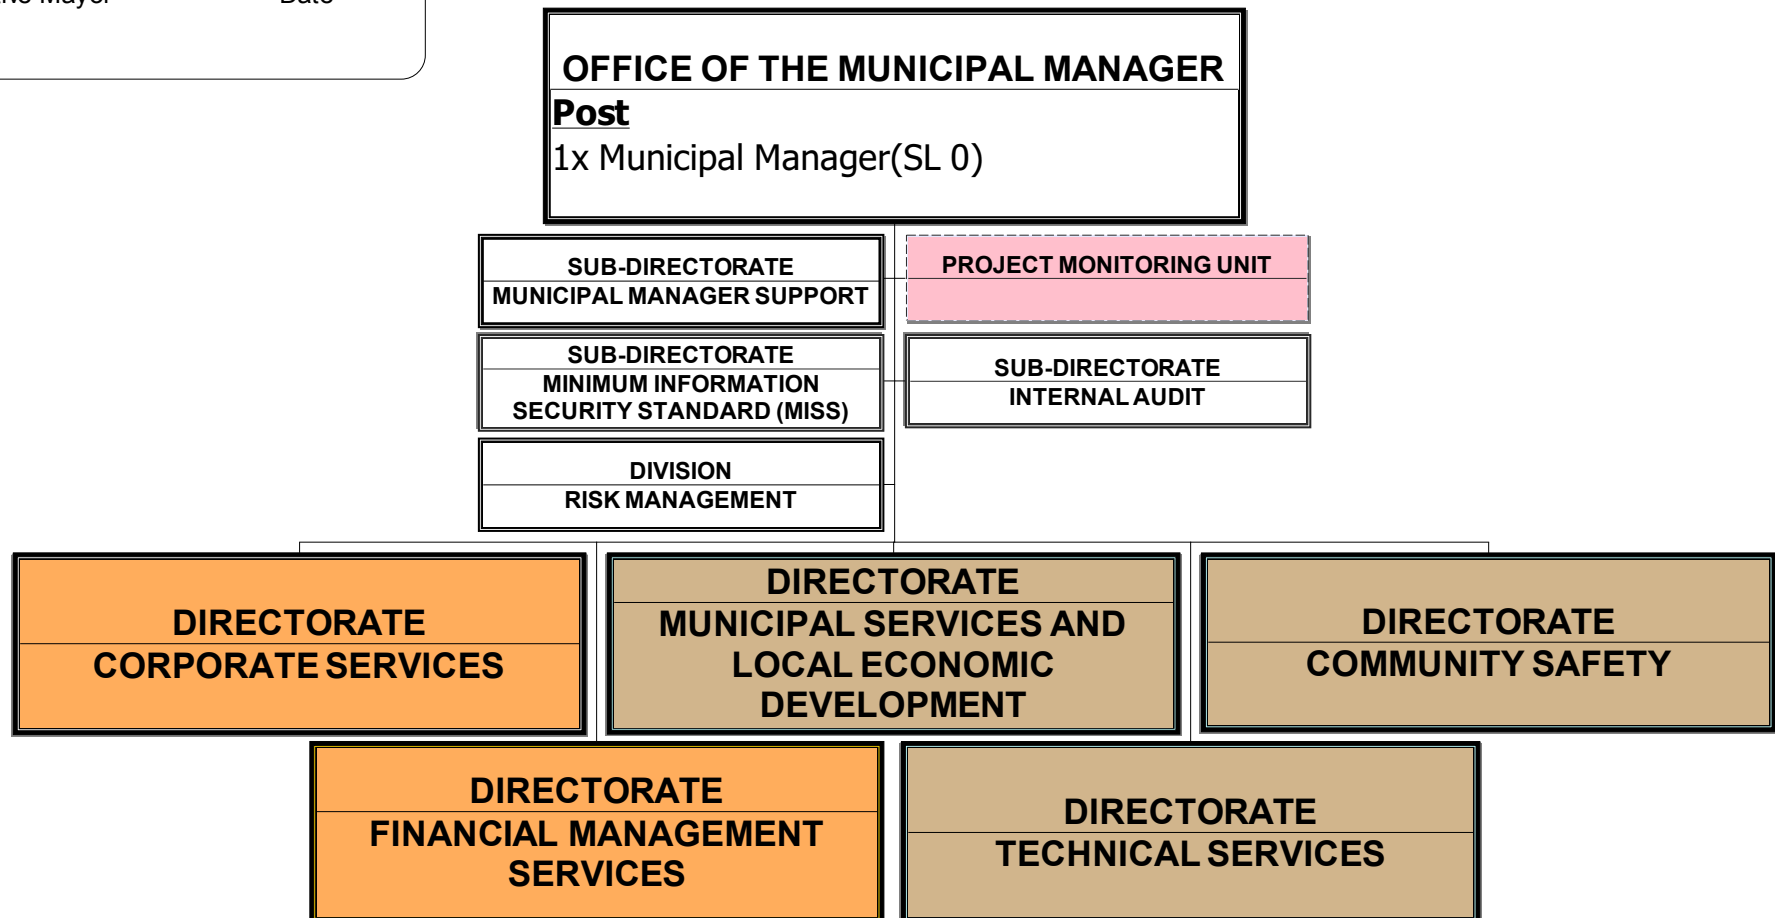 Mayor
Date
OFFICE OF THE MUNICIPAL MANAGER
Post
1x Municipal Manager(SL 0)
SUB-DIRECTORATE
MUNICIPAL MANAGER SUPPORT
PROJECT MONITORING UNIT
SUB-DIRECTORATE
MINIMUM INFORMATION
SECURITY STANDARD (MISS)
SUB-DIRECTORATE
INTERNAL AUDIT
DIVISION
RISK MANAGEMENT
DIRECTORATE
CORPORATE SERVICES
DIRECTORATE
MUNICIPAL SERVICES AND
LOCAL ECONOMIC
DEVELOPMENT
DIRECTORATE
COMMUNITY SAFETY
DIRECTORATE
FINANCIAL MANAGEMENT
SERVICES
DIRECTORATE
TECHNICAL SERVICES